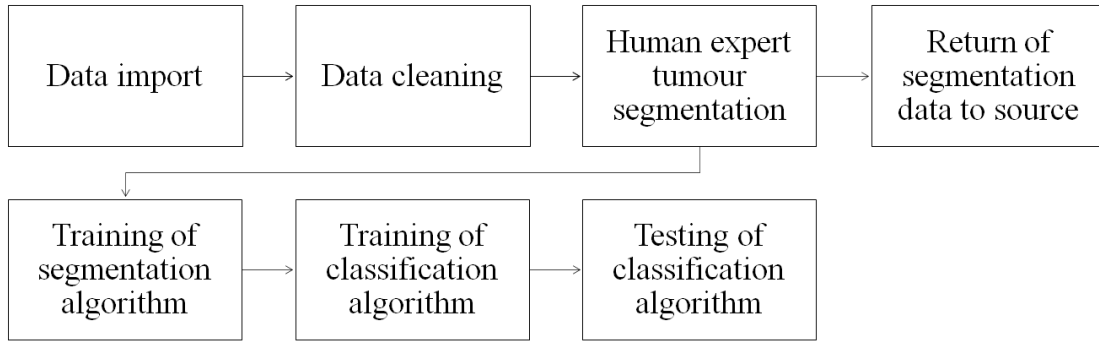 Data import
Data cleaning
Human expert
tumour
segmentation
Return of
segmentation
data to source
Training of
segmentation
algorithm
Training of
classification
algorithm
Testing of
classification
algorithm